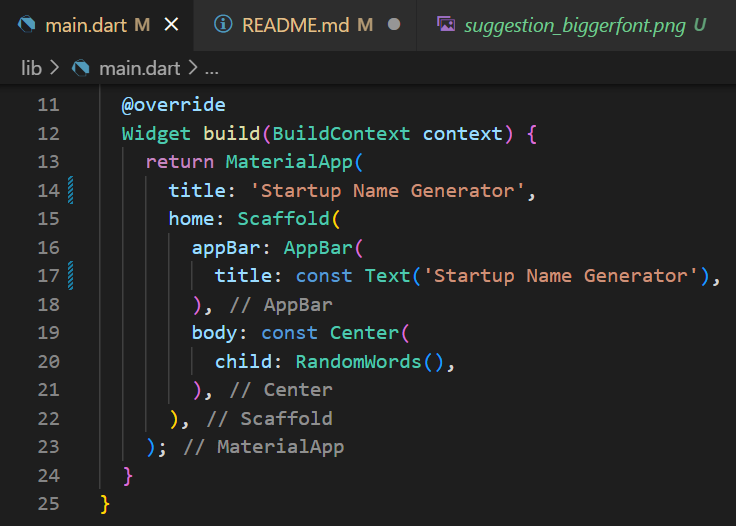 main.dart M × README.md M ● suggestion_biggerfont.png U
lib > main.dart > ...
11 @override
12 Widget build(BuildContext context) {
13 return MaterialApp(
14 title: 'Startup Name Generator',
15 home: Scaffold(
16 appBar: AppBar(
17 title: const Text('Startup Name Generator'),
18 ), // AppBar
19 body: const Center(
20 child: RandomWords(),
21 ), // Center
22 ), // Scaffold
23 ); // MaterialApp
24 }
25 }